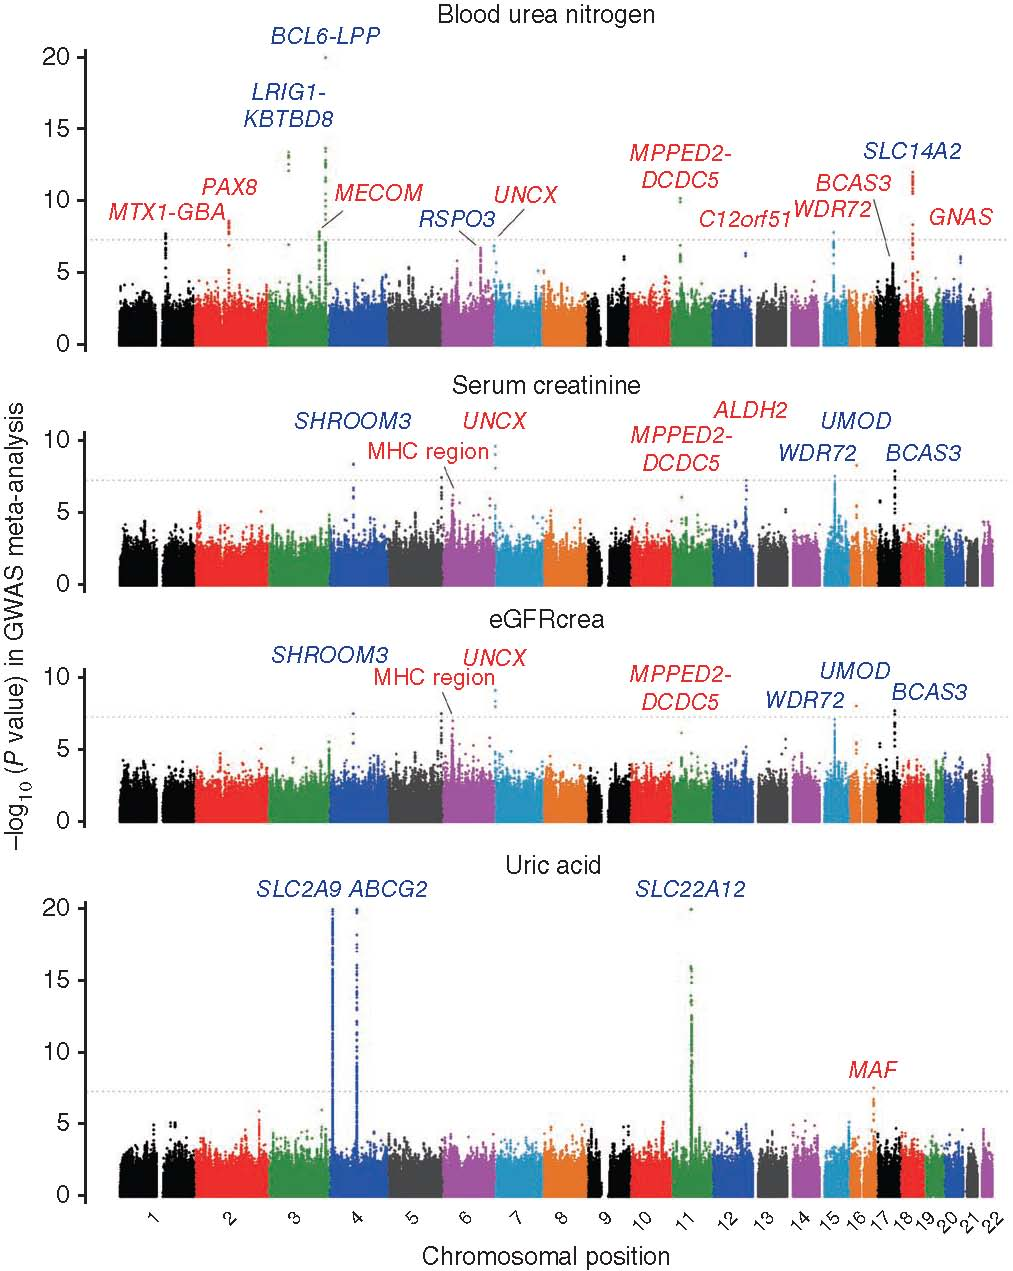 Blood urea nitrogen
BCL6-LPP
20
LRIG1-
KBTBD8
15
SLC14A2
MPPED2-
DCDC5
PAX8
MECOM
UNCX
BCAS3
10
MTX1-GBA
RSPO3
C12orf51
WDR72
GNAS
5
0
Serum creatinine
ALDH2
SHROOM3
UNCX
UMOD
10
MPPED2-
DCDC5
MHC region
WDR72
BCAS3
5
0
eGFRcrea
SHROOM3
UNCX
MHC region
10
MPPED2-
DCDC5
UMOD
WDR72
BCAS3
5
0
Uric acid
SLC2A9 ABCG2
SLC22A12
20
15
10
MAF
5
0
–log10 (P value) in GWAS meta-analysis
1 2 3 4 5 6 7 8 9 10 11 12 13 14 15 16 17 18 19 20 21 22
Chromosomal position